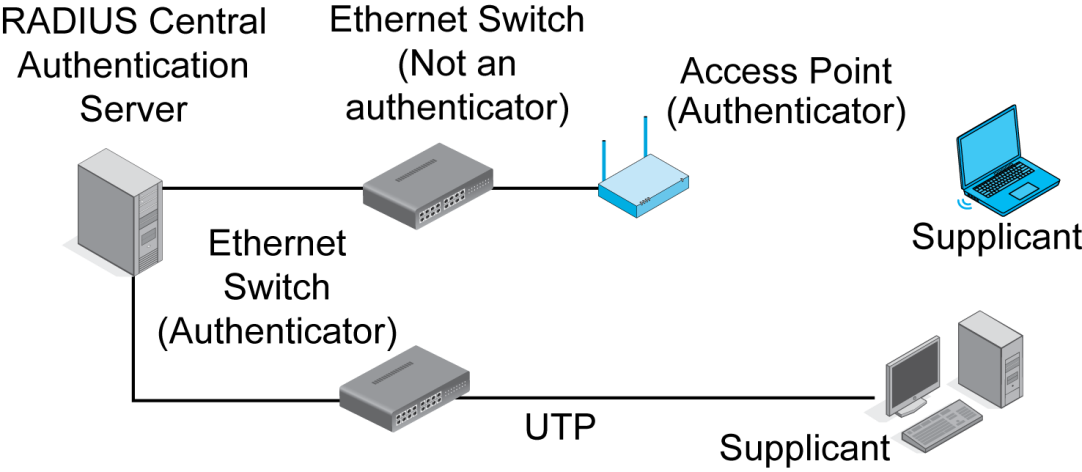 RADIUS Central
Authentication
Server
Ethernet Switch
(Not an
authenticator)
Access Point
(Authenticator)
Supplicant
Ethernet
Switch
(Authenticator)
UTP
Supplicant